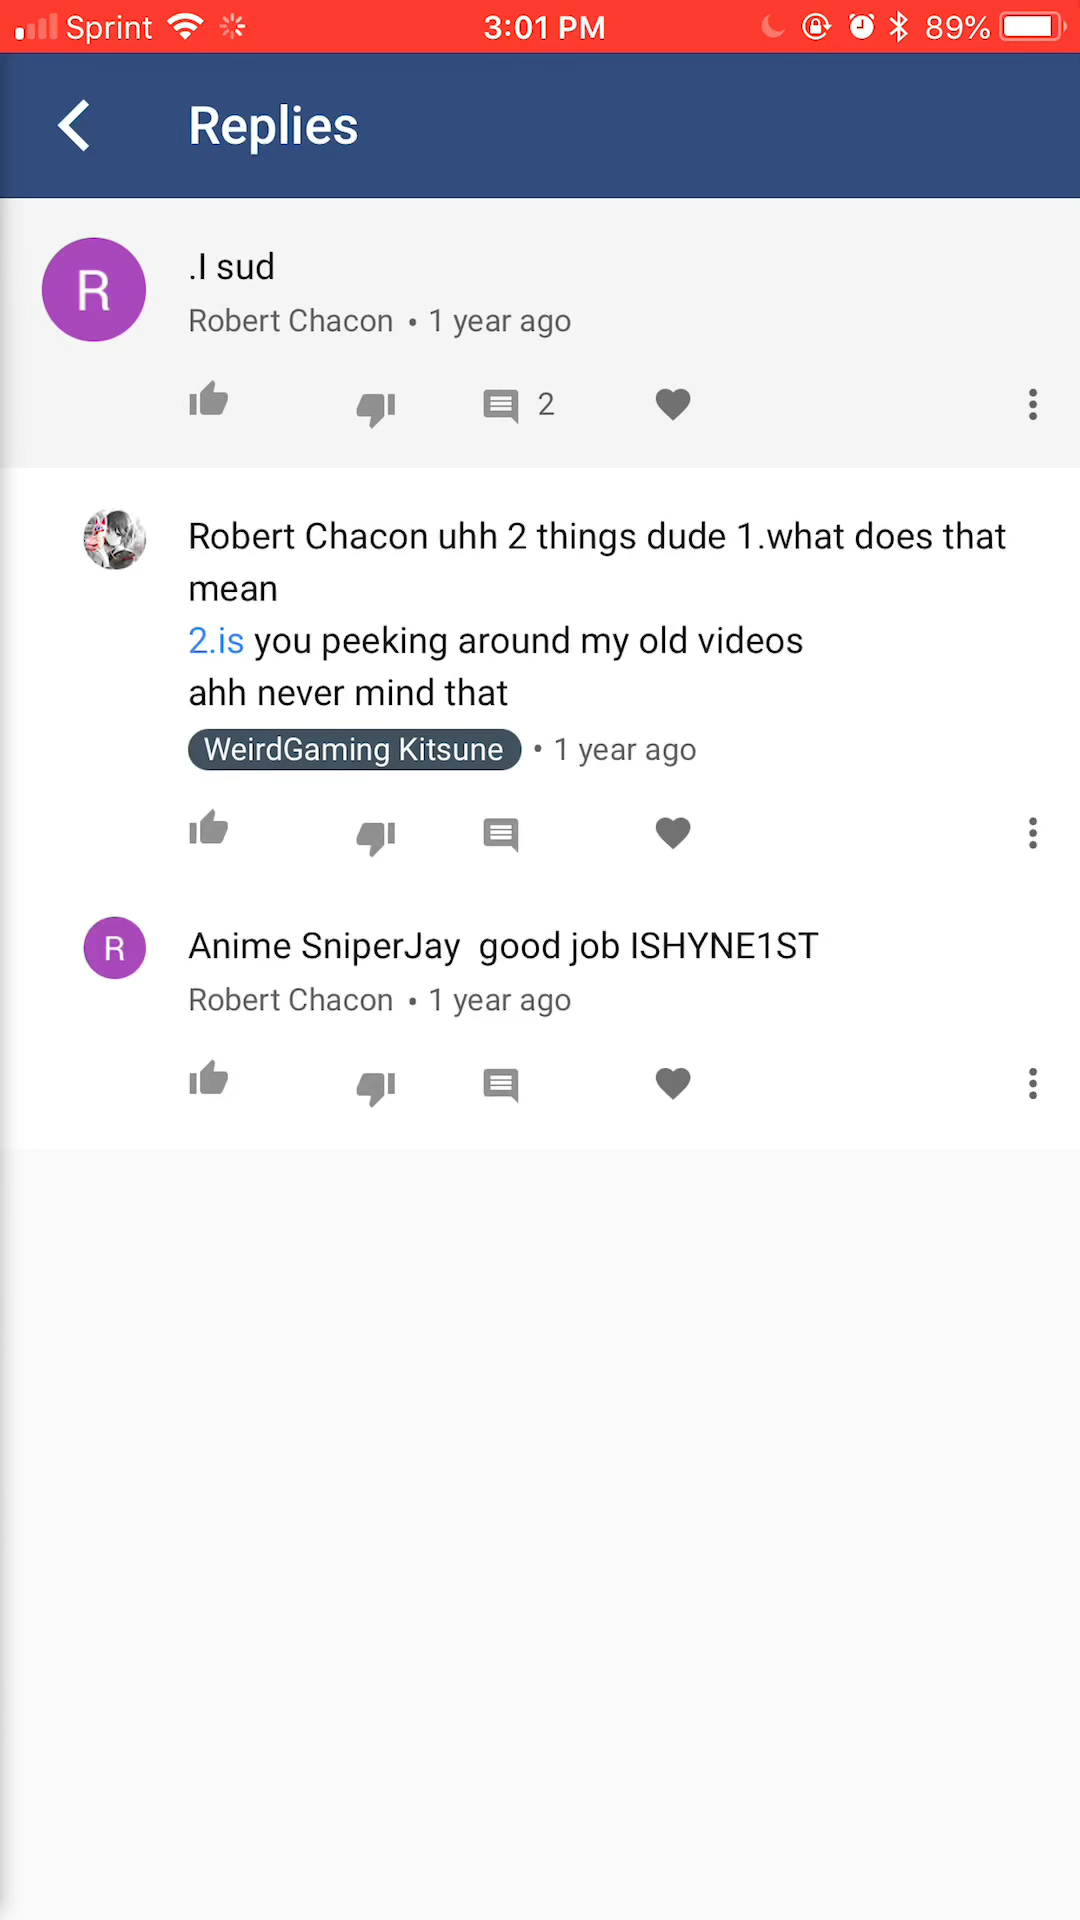 Sprint 3:01 PM 89%
Replies
R .I sud
Robert Chacon • 1 year ago
2
Robert Chacon uhh 2 things dude 1.what does that
mean
2.is you peeking around my old videos
ahh never mind that
WeirdGaming Kitsune • 1 year ago
R Anime SniperJay  good job ISHYNE1ST
Robert Chacon • 1 year ago